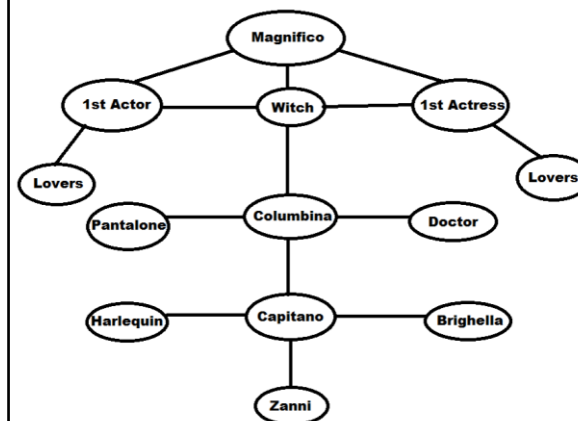 Magnifico
1st Actor
Witch
1st Actress
Lovers
Lovers
Pantalone
Columbina
Doctor
Harlequin
Capitano
Brighella
Zanni